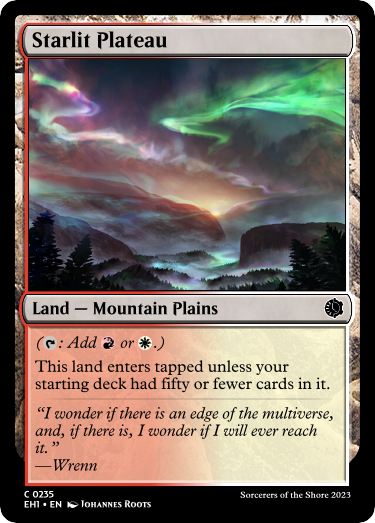 Starlit Plateau
Land — Mountain Plains
(: Add or .)
This land enters tapped unless your
starting deck had fifty or fewer cards in it.
“I wonder if there is an edge of the multiverse,
and, if there is, I wonder if I will ever reach
it.”
—Wrenn
C 0235
EH1 • EN Johannes Roots
Sorcerers of the Shore 2023